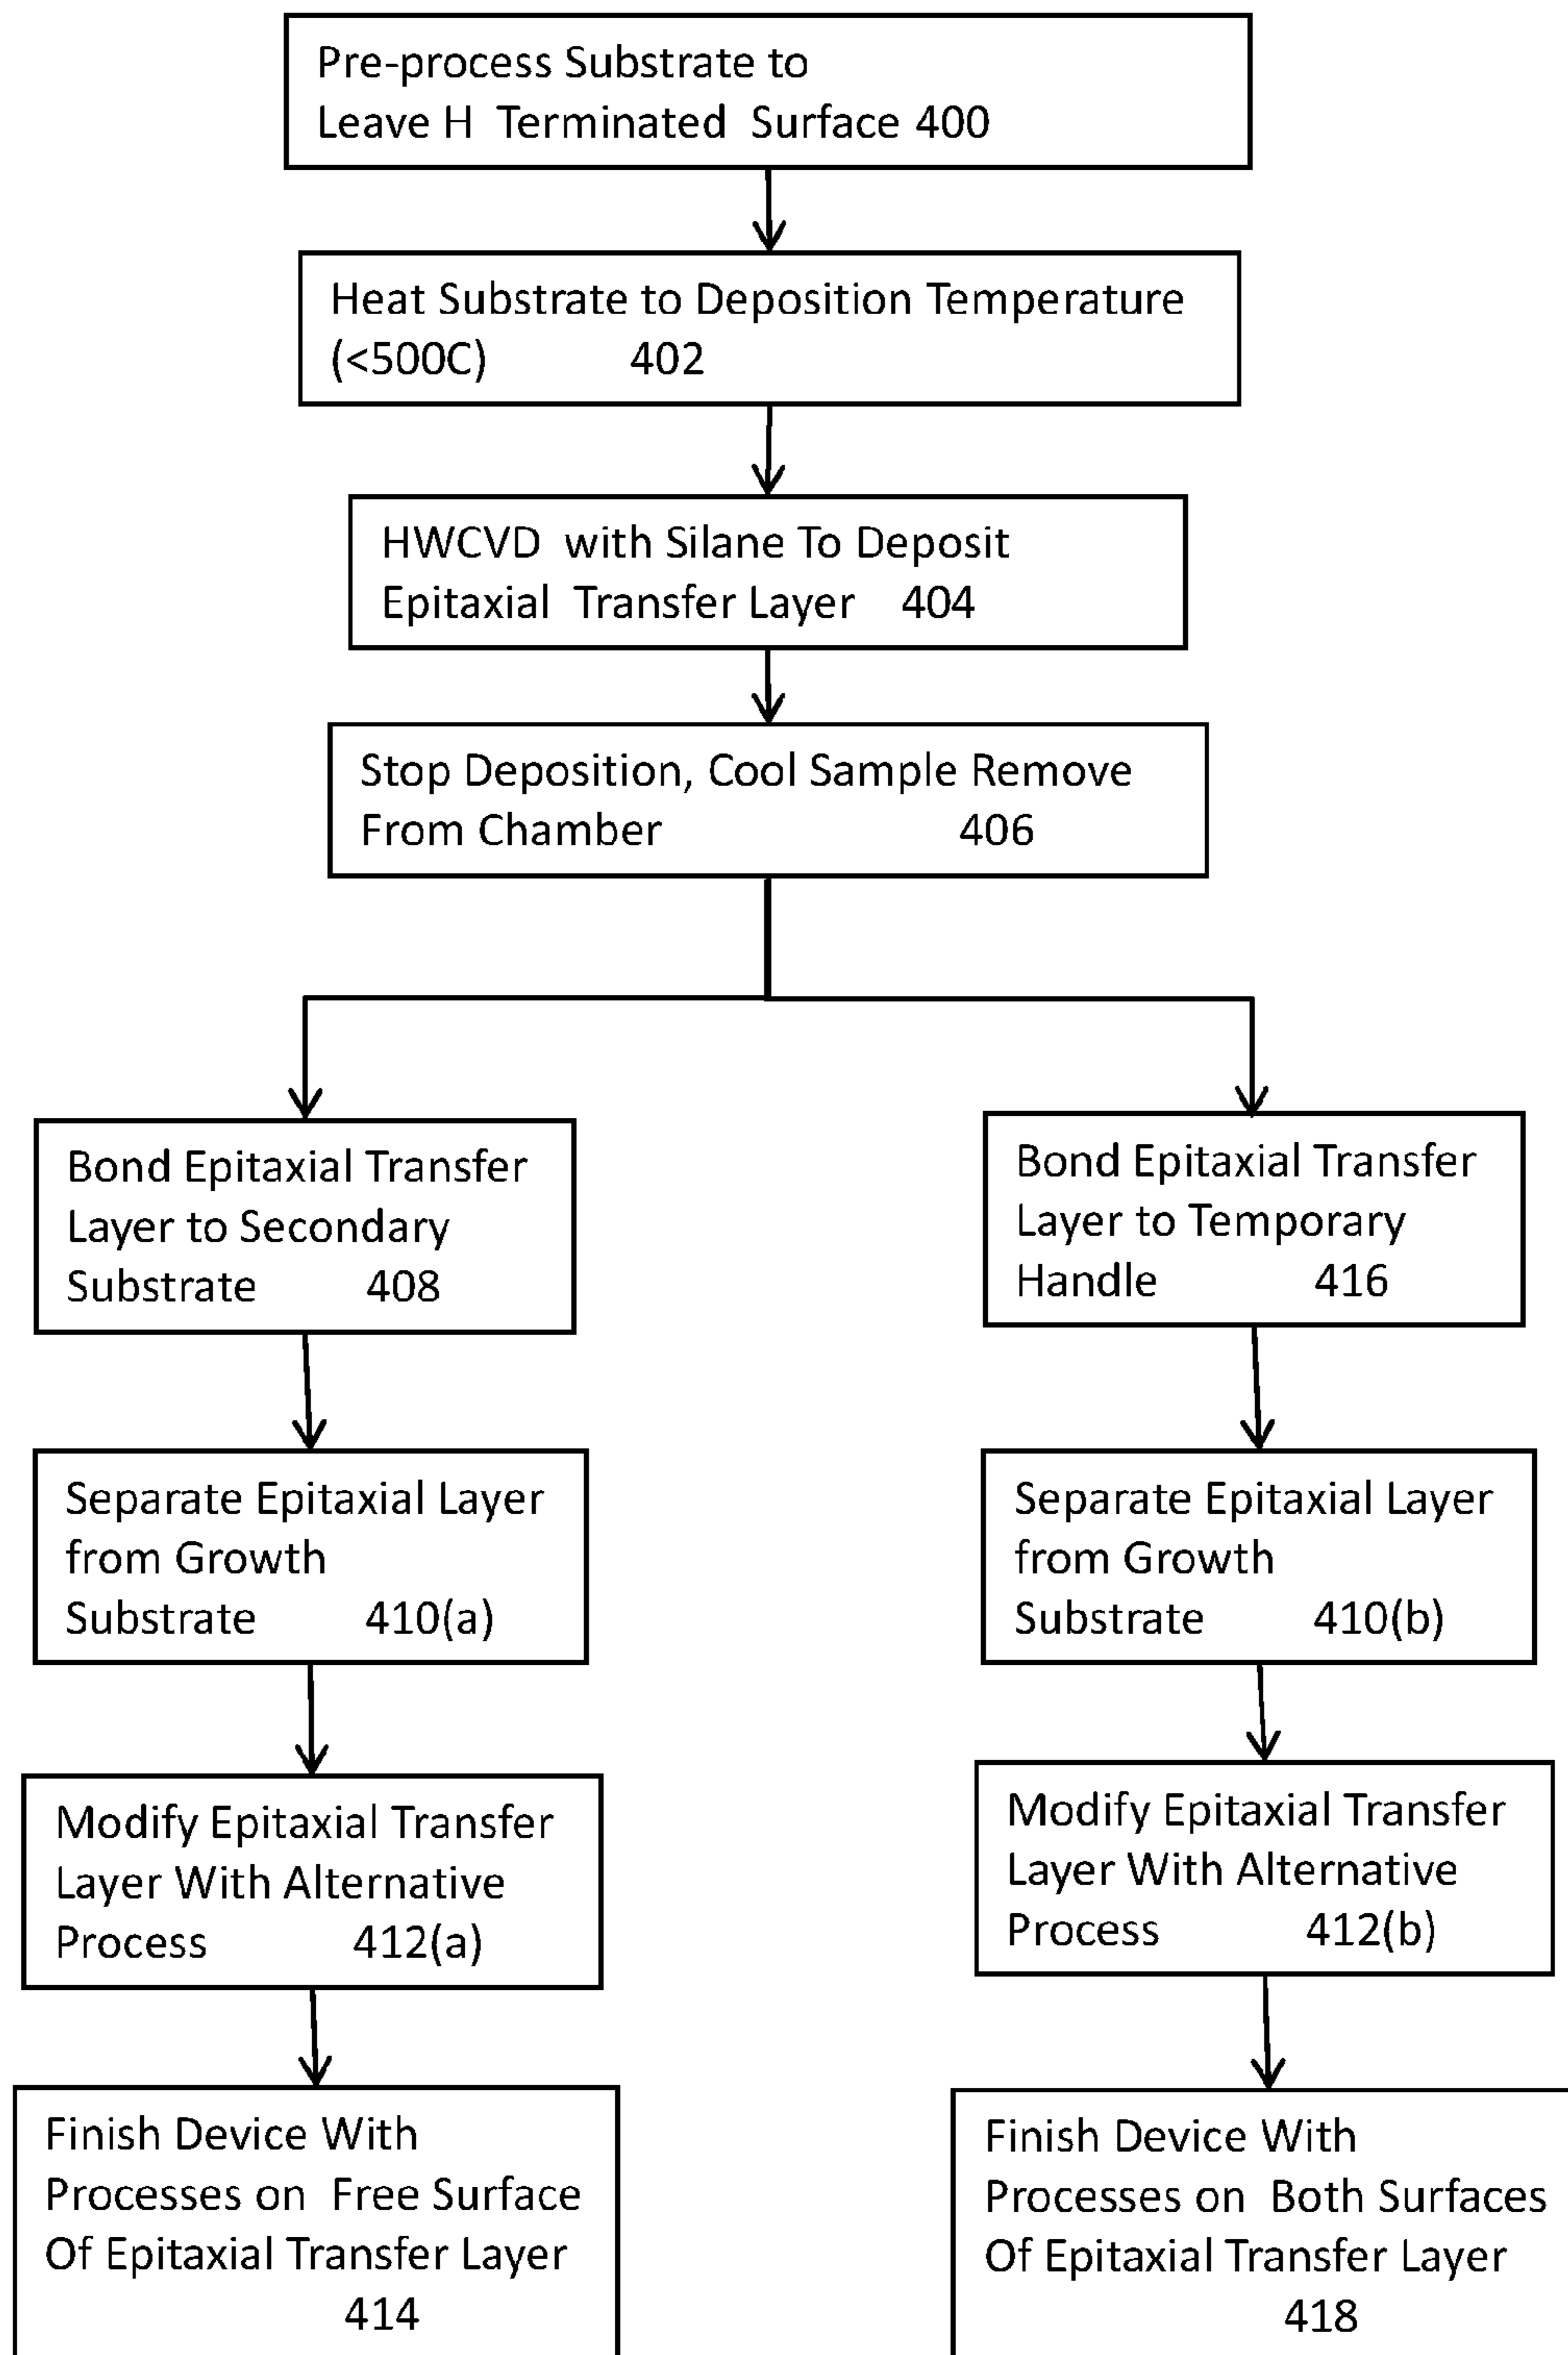 Pre-process Substrate to
Leave H Terminated Surface 400
Heat Substrate to Deposition Temperature
(<500C) 402
HWCVD with Silane To Deposit
Epitaxial Transfer Layer 404
Stop Deposition, Cool Sample Remove
From Chamber 406
Bond Epitaxial Transfer
Layer to Secondary
Substrate 408
Separate Epitaxial Layer
from Growth
Substrate 410(a)
Modify Epitaxial Transfer
Layer With Alternative
Process 412(a)
Finish Device With
Processes on Free Surface
Of Epitaxial Transfer Layer
414
Bond Epitaxial Transfer
Layer to Temporary
Handle 416
Separate Epitaxial Layer
from Growth
Substrate 410(b)
Modify Epitaxial Transfer
Layer With Alternative
Process 412(b)
Finish Device With
Processes on Both Surfaces
Of Epitaxial Transfer Layer
418